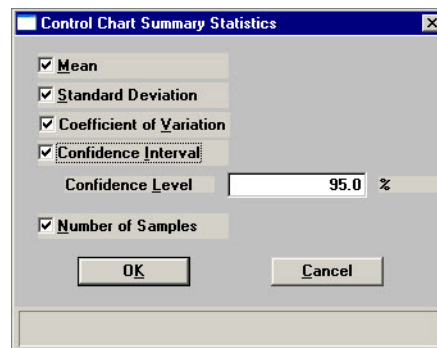 Control Chart Summary Statistics
Mean
Standard Deviation
Coefficient of Variation
Confidence Interval
Confidence Level 95.0 %
Number of Samples
OK Cancel